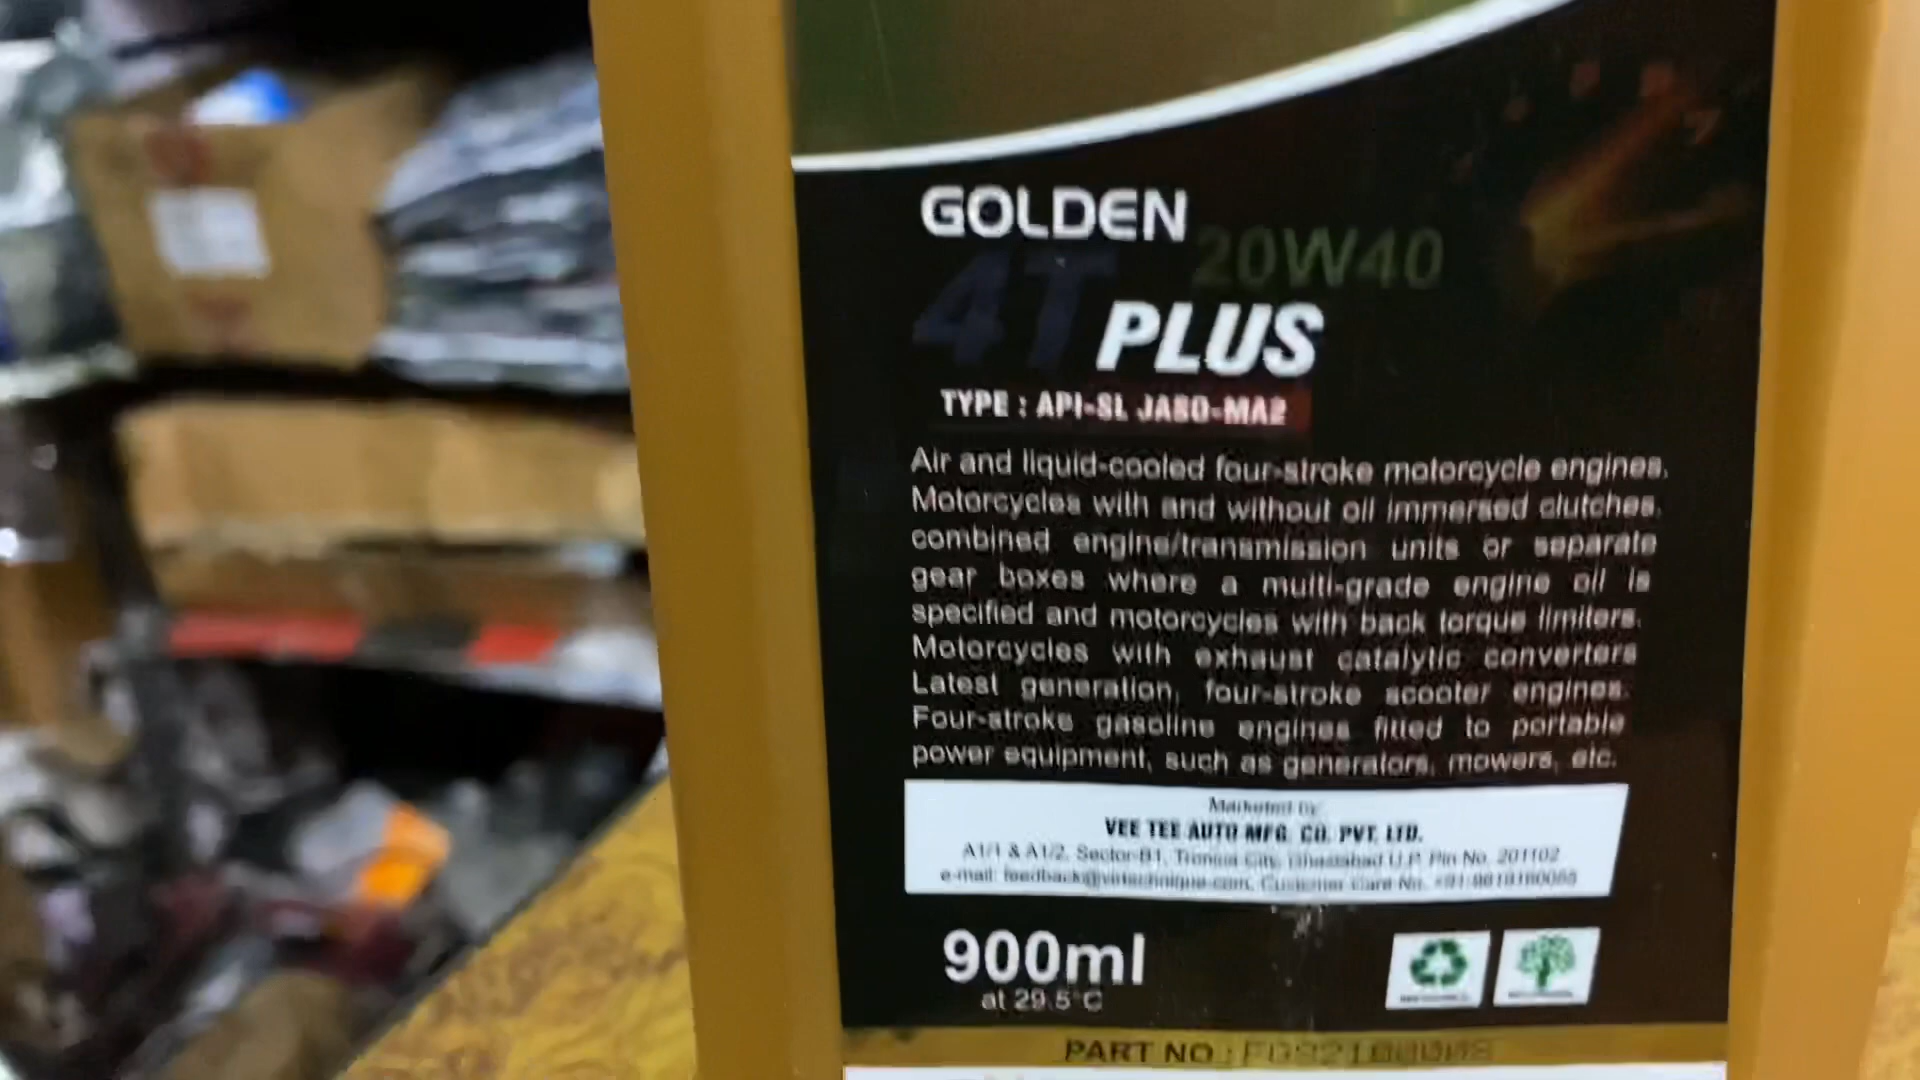 GOLDEN
4T 20W40
PLUS
TYPE : API-SL JASO-MA2
Air and liquid-cooled four-stroke motorcycle engines.
Motorcycles with and without oil immersed clutches,
combined engine/transmission units or separate
gear boxes where a multi-grade engine oil is
specified and motorcycles with back torque limiters.
Motorcycles with exhaust catalytic converters
Latest generation, four-stroke scooter engines.
Four-stroke gasoline engines fitted to portable
power equipment, such as generators, mowers, etc.
Marketed by:
VEE TEE AUTO MFG. CO. PVT. LTD.
A1/1 & A1/2, Sector-B1, Tronica City, Ghaziabad U.P. Pin No. 201102
e-mail: Customer Care No.
900ml
at 29.5°C
PART NO :